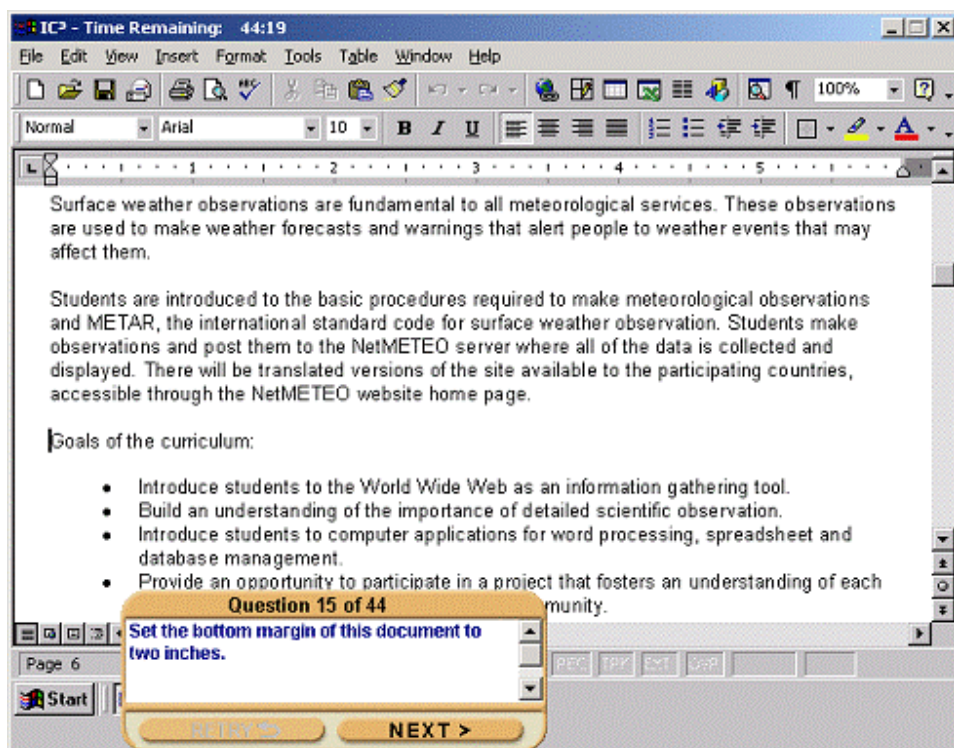 IC³ - Time Remaining: 44:19
File Edit View Insert Format Tools Table Window Help
100%
Normal Arial 10 B I U A
1 2 3 4 5
Surface weather observations are fundamental to all meteorological services. These observations
are used to make weather forecasts and warnings that alert people to weather events that may
affect them.
Students are introduced to the basic procedures required to make meteorological observations
and METAR, the international standard code for surface weather observation. Students make
observations and post them to the NetMETEO server where all of the data is collected and
displayed. There will be translated versions of the site available to the participating countries,
accessible through the NetMETEO website home page.
Goals of the curriculum:
• Introduce students to the World Wide Web as an information gathering tool.
• Build an understanding of the importance of detailed scientific observation.
• Introduce students to computer applications for word processing, spreadsheet and
database management.
• Provide an opportunity to participate in a project that fosters an understanding of each
munity.
Question 15 of 44
Set the bottom margin of this document to
two inches.
Page 6 REC TRK EXT OVR
Start
RETRY NEXT >